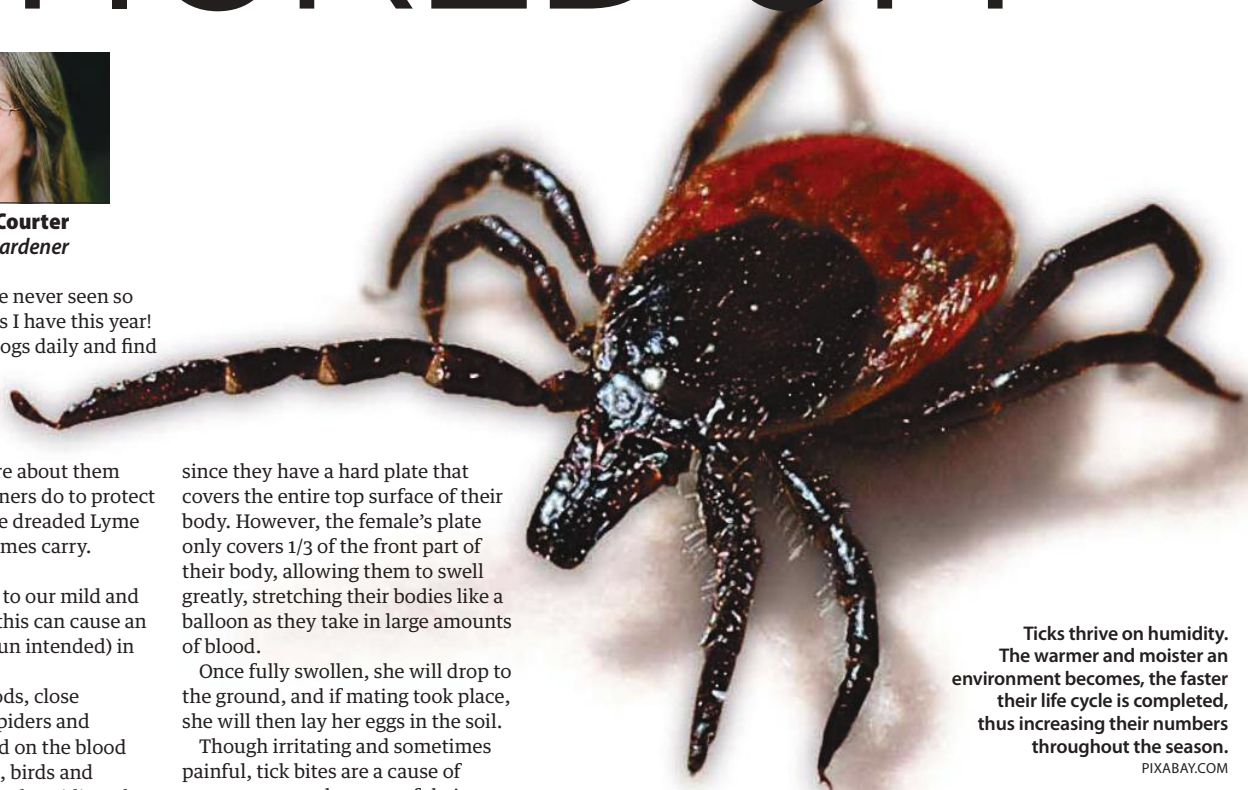 Courter
ardener
e never seen so
s I have this year!
ogs daily and find
re about them
ners do to protect
e dreaded Lyme
mes carry.
to our mild and
this can cause an
un intended) in
ods, close
piders and
d on the blood
, birds and
since they have a hard plate that
covers the entire top surface of their
body. However, the female’s plate
only covers 1/3 of the front part of
their body, allowing them to swell
greatly, stretching their bodies like a
balloon as they take in large amounts
of blood.
Once fully swollen, she will drop to
the ground, and if mating took place,
she will then lay her eggs in the soil.
Though irritating and sometimes
painful, tick bites are a cause of
Ticks thrive on humidity.
The warmer and moister an
environment becomes, the faster
their life cycle is completed,
thus increasing their numbers
throughout the season.
PIXABAY.COM